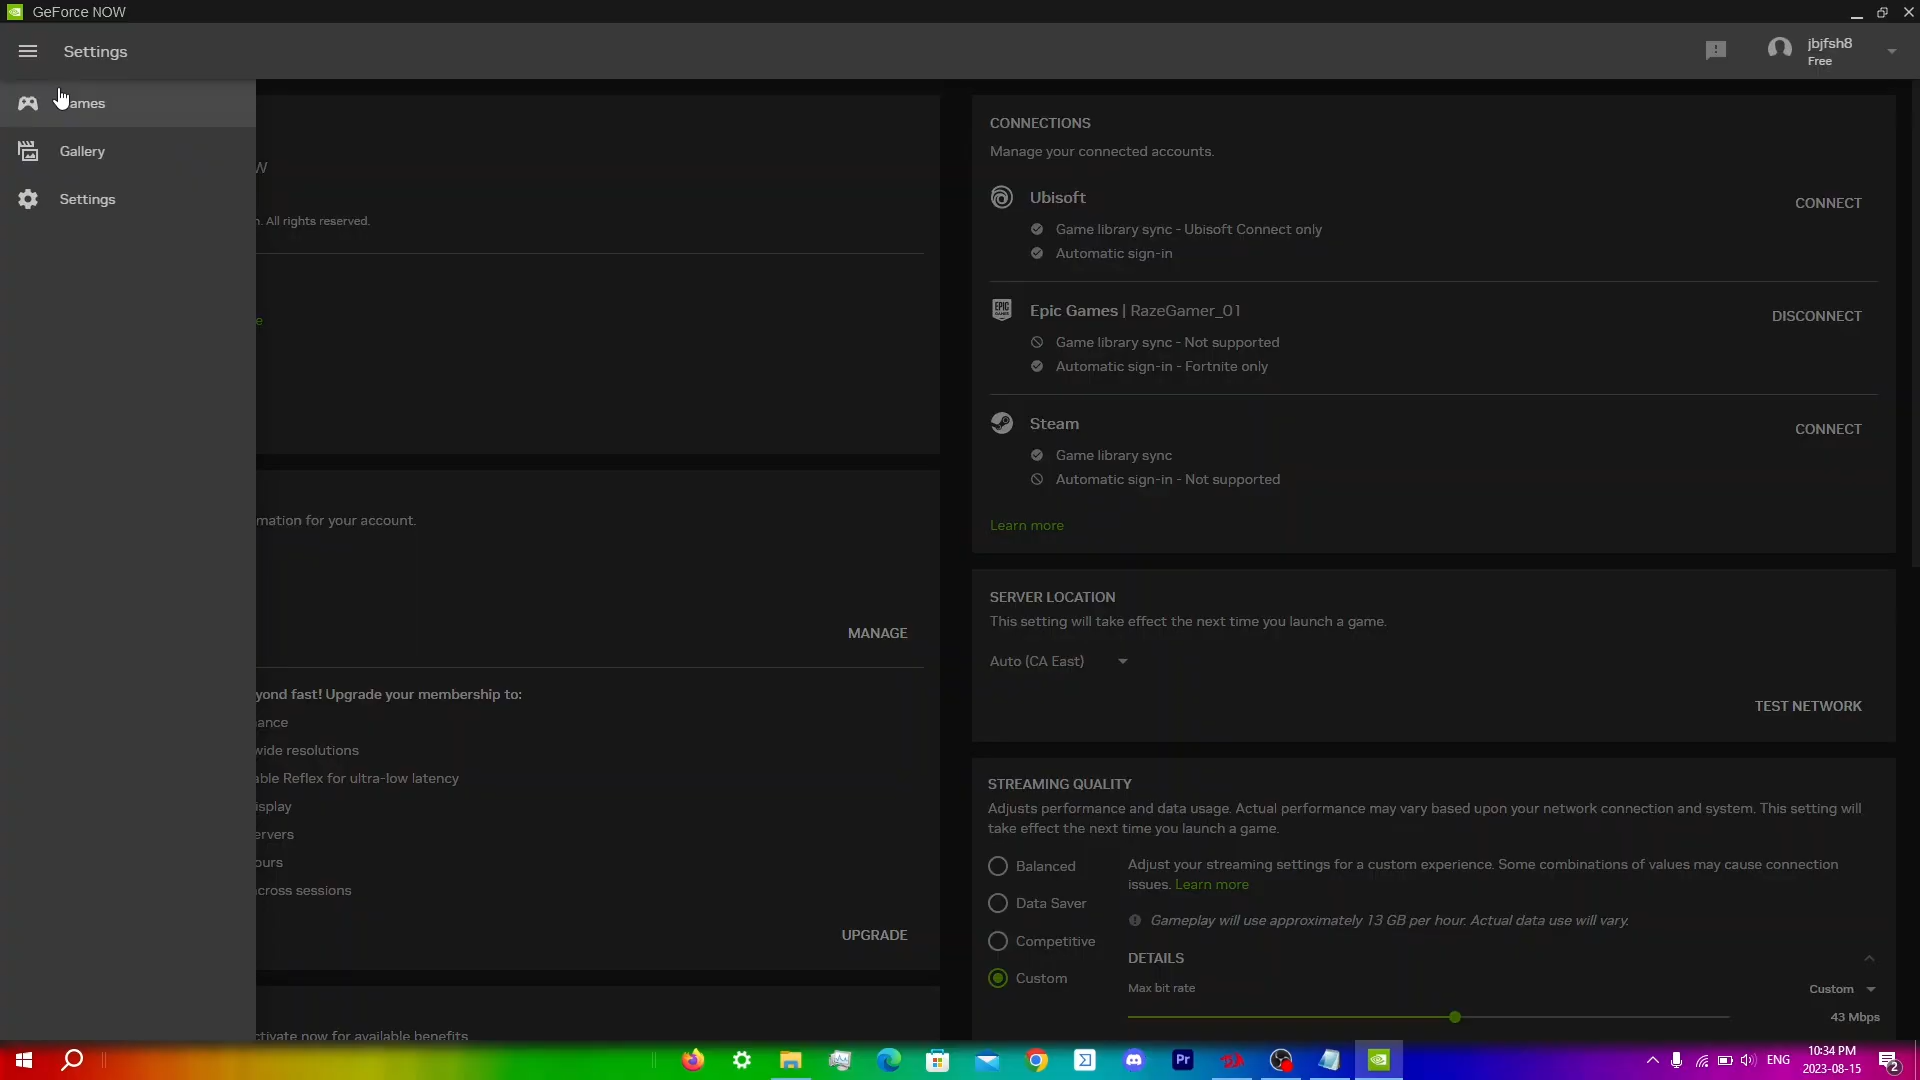 GeForce NOW
Settings
jbjfsh8
Free
ames
Gallery
Settings
W
n. All rights reserved.
e
mation for your account.
MANAGE
yond fast! Upgrade your membership to:
ance
wide resolutions
able Reflex for ultra-low latency
isplay
ervers
ours
across sessions
UPGRADE
ctivate now for available benefits
CONNECTIONS
Manage your connected accounts.
Ubisoft
CONNECT
Game library sync - Ubisoft Connect only
Automatic sign-in
EPIC GAMES
Epic Games | RazeGamer_01
DISCONNECT
Game library sync - Not supported
Automatic sign-in - Fortnite only
Steam
CONNECT
Game library sync
Automatic sign-in - Not supported
Learn more
SERVER LOCATION
This setting will take effect the next time you launch a game.
Auto (CA East)
TEST NETWORK
STREAMING QUALITY
Adjusts performance and data usage. Actual performance may vary based upon your network connection and system. This setting will
take effect the next time you launch a game.
Balanced
Data Saver
Competitive
Custom
Adjust your streaming settings for a custom experience. Some combinations of values may cause connection
issues. Learn more
Gameplay will use approximately 13 GB per hour. Actual data use will vary.
DETAILS
Max bit rate
Custom
43 Mbps
Pr
ENG
10:34 PM
2023-08-15
2